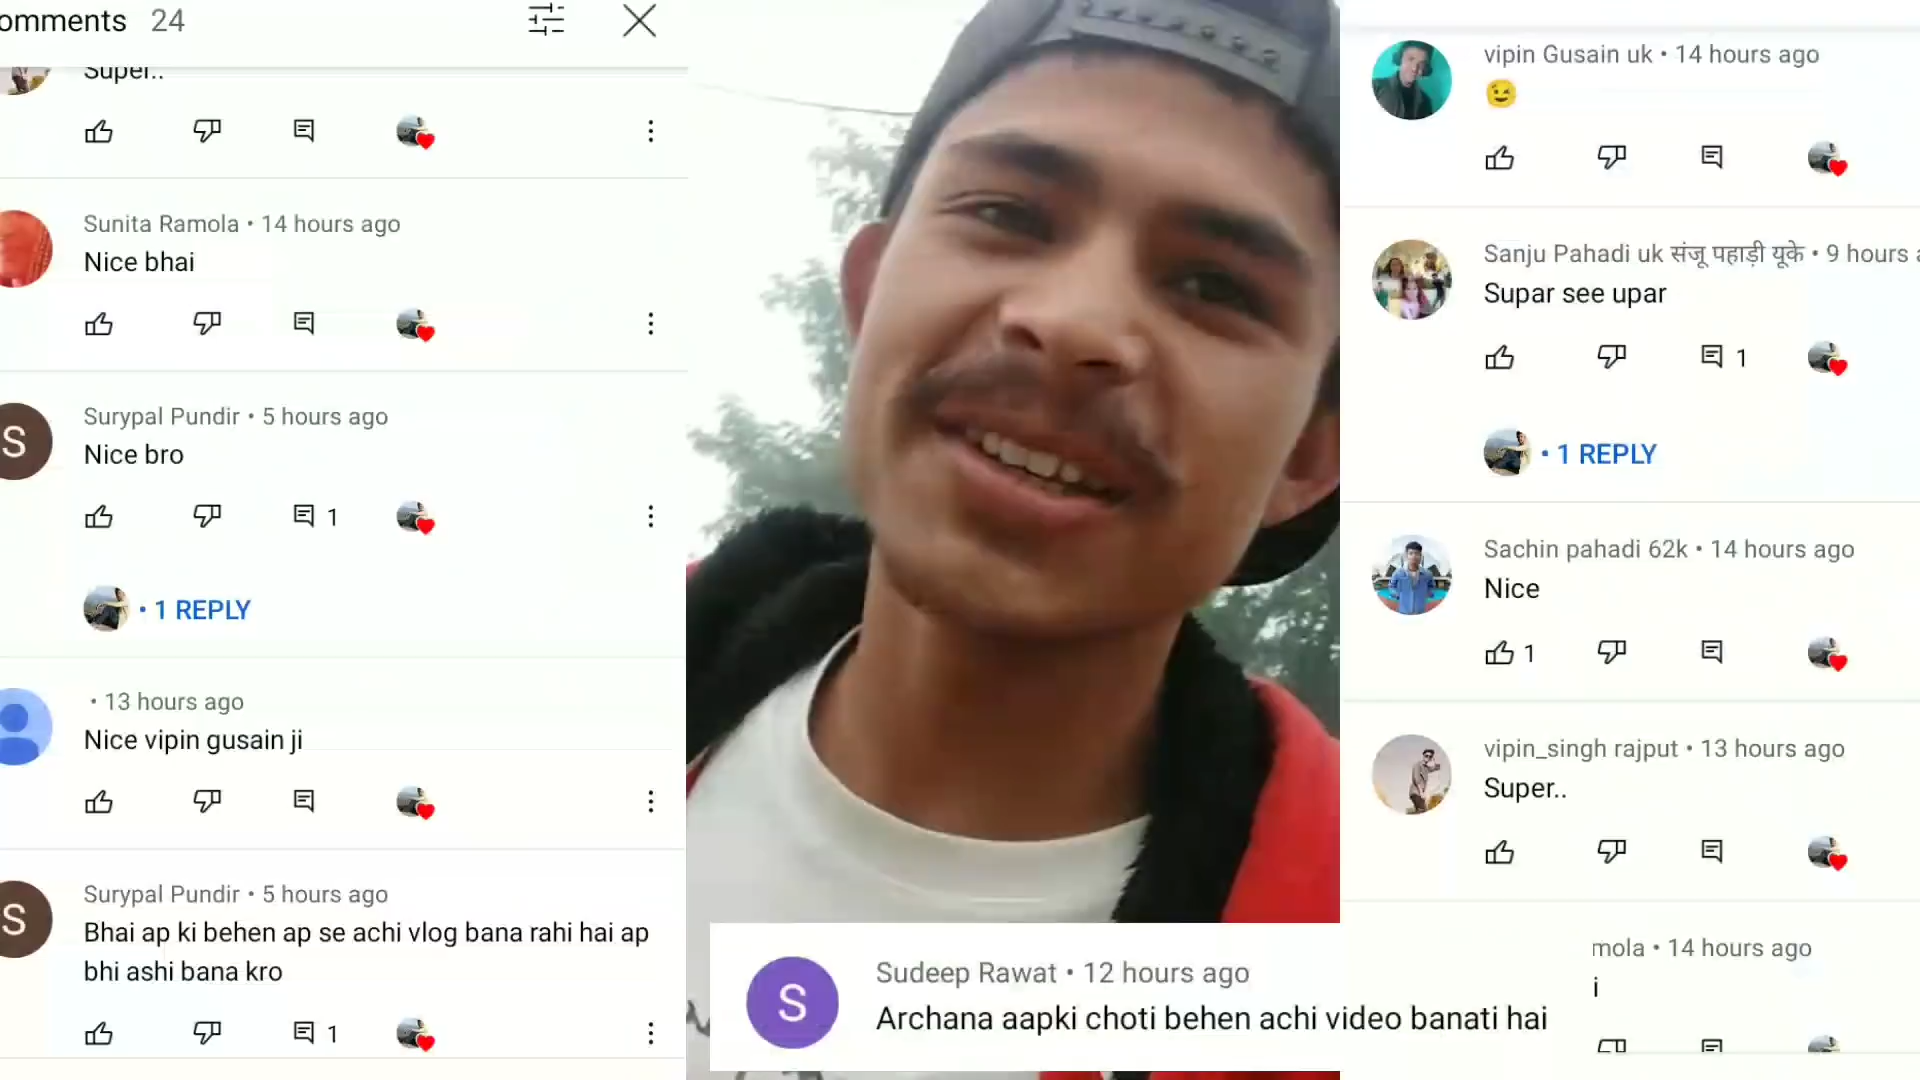 omments 24
Super..
Sunita Ramola • 14 hours ago
Nice bhai
S
Surypal Pundir • 5 hours ago
Nice bro
1
• 1 REPLY
• 13 hours ago
Nice vipin gusain ji
S
Surypal Pundir • 5 hours ago
Bhai ap ki behen ap se achi vlog bana rahi hai ap
bhi ashi bana kro
1
S
Sudeep Rawat • 12 hours ago
Archana aapki choti behen achi video banati hai
vipin Gusain uk • 14 hours ago
😉
Sanju Pahadi uk संजू पहाड़ी यूके • 9 hours a
Supar see upar
1
• 1 REPLY
Sachin pahadi 62k • 14 hours ago
Nice
1
vipin_singh rajput • 13 hours ago
Super..
mola • 14 hours ago
i